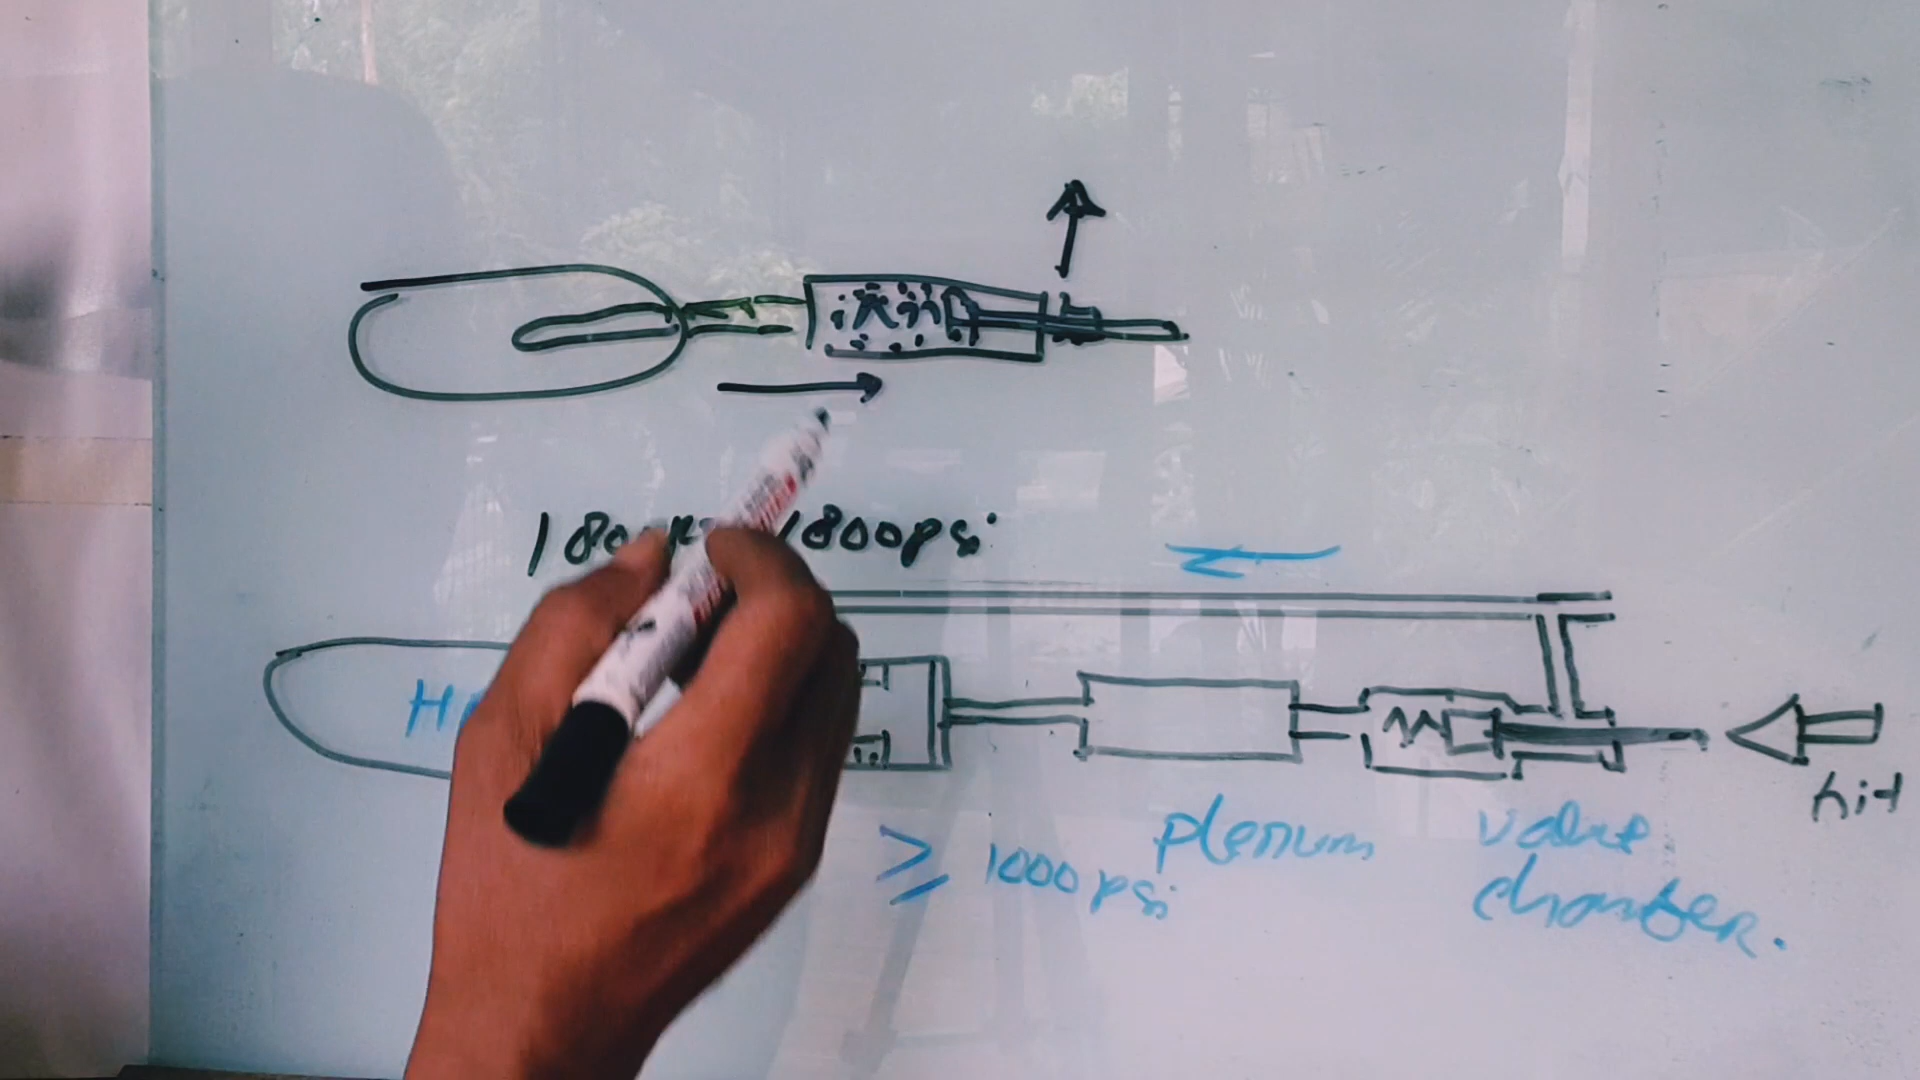 1800psi
≥ 1000psi
plenum
valve
chamber.
hit